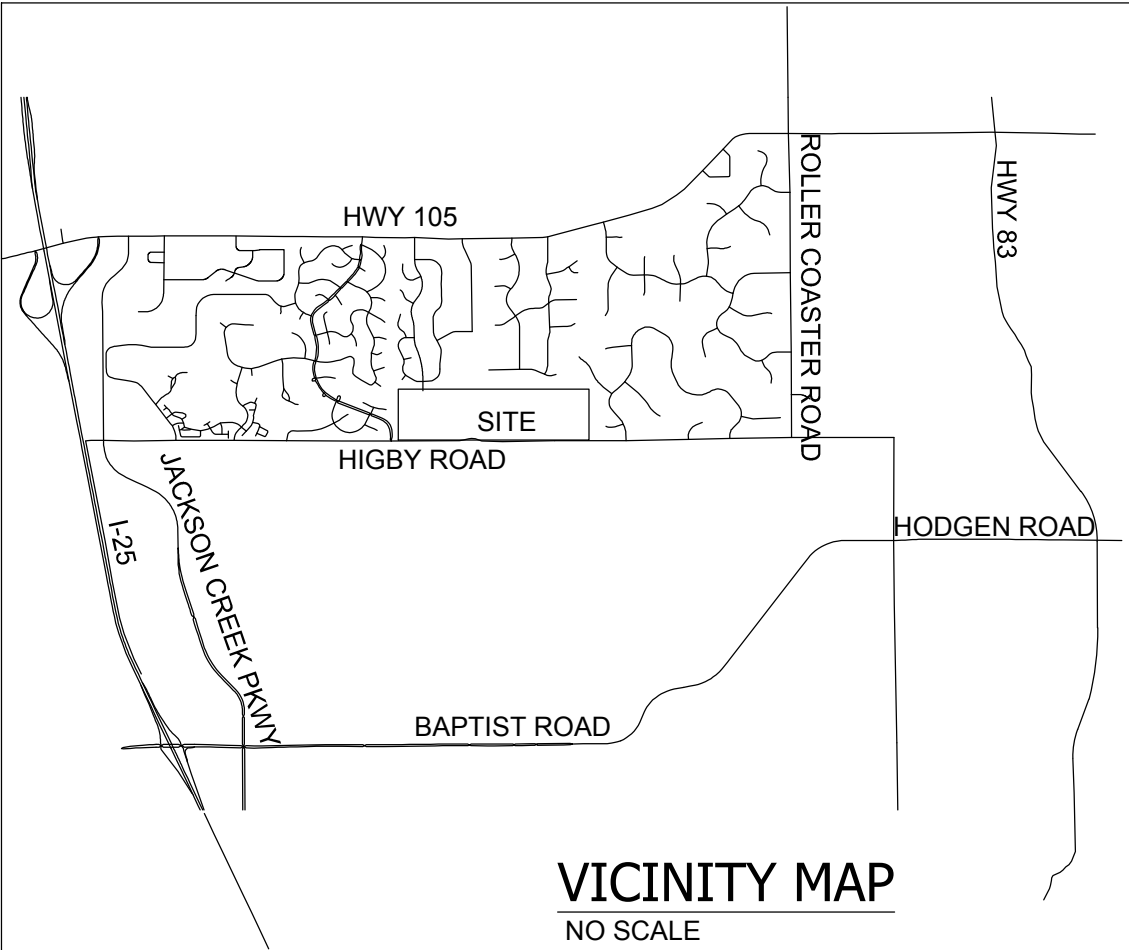 ROLLER COASTER ROAD
HWY 83
HWY 105
SITE
HIGBY ROAD
JACKSON CREEK PKWY
I-25
HODGEN ROAD
BAPTIST ROAD
VICINITY MAP
NO SCALE